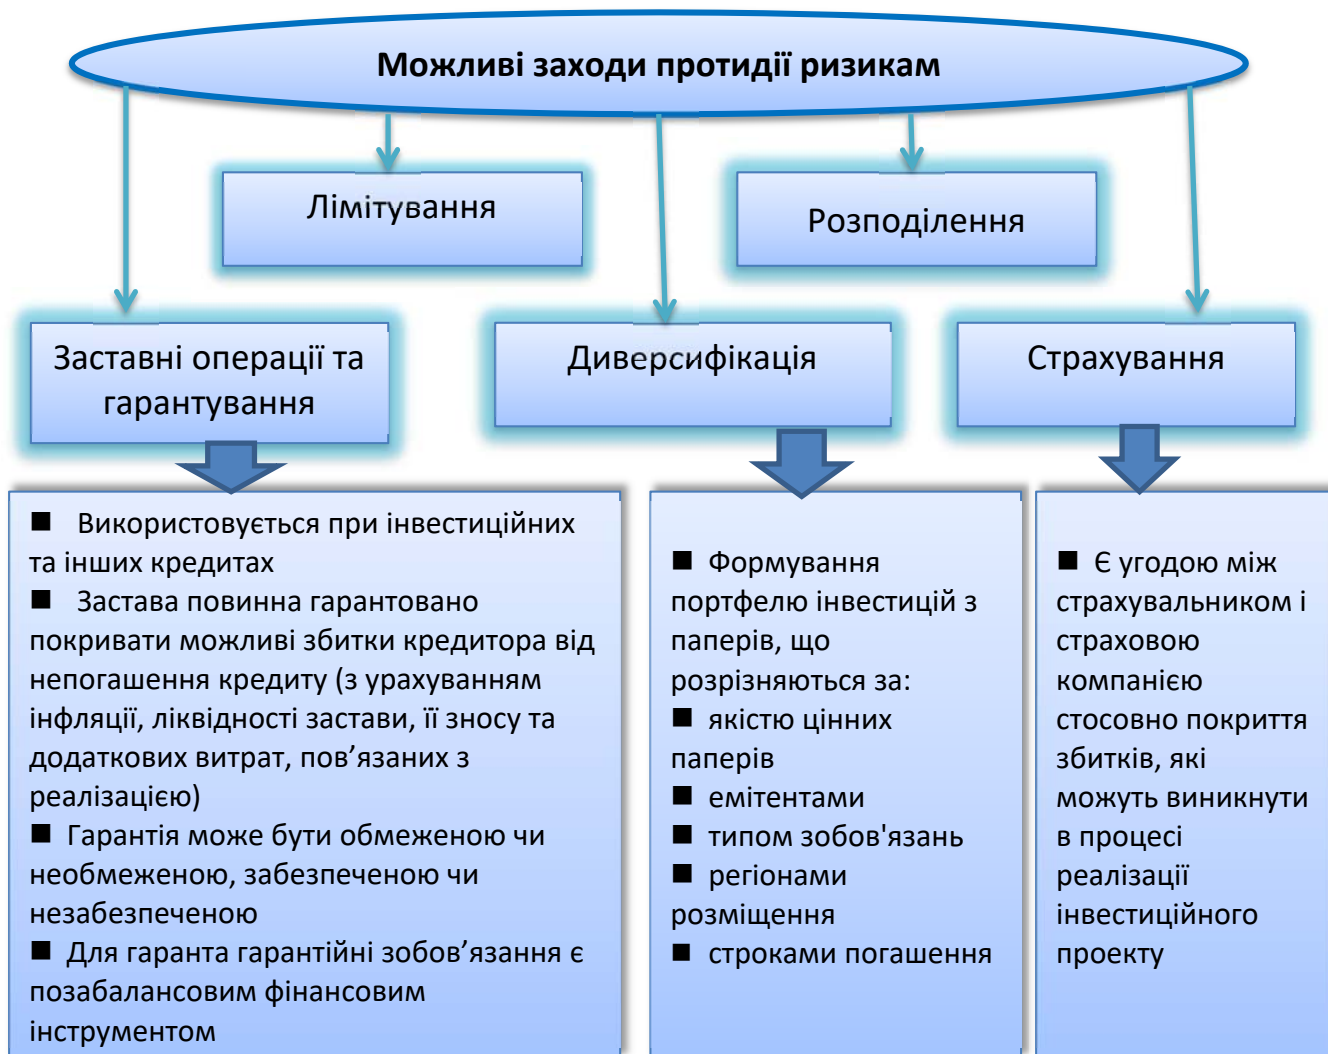 Можливі заходи протидії ризикам
Лімітування
Розподілення
Заставні операції та
гарантування
Диверсифікація
Страхування
■ Використовується при інвестиційних
та інших кредитах
■ Застава повинна гарантовано
покривати можливі збитки кредитора від
непогашення кредиту (з урахуванням
інфляції, ліквідності застави, її зносу та
додаткових витрат, пов’язаних з
реалізацією)
■ Гарантія може бути обмеженою чи
необмеженою, забезпеченою чи
незабезпеченою
■ Для гаранта гарантійні зобов’язання є
позабалансовим фінансовим
інструментом
■ Формування
портфелю інвестицій з
паперів, що
розрізняються за:
■ якістю цінних
паперів
■ емітентами
■ типом зобов'язань
■ регіонами
розміщення
■ строками погашення
■ Є угодою між
страхувальником і
страховою
компанією
стосовно покриття
збитків, які
можуть виникнути
в процесі
реалізації
інвестиційного
проекту